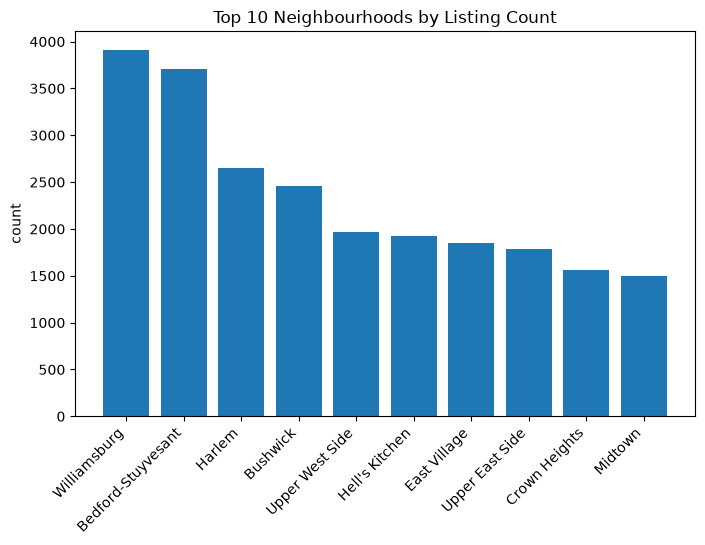 Top 10 Neighbourhoods by Listing Count
count
4000
3500
3000
2500
2000
1500
1000
500
0
Williamsburg
Bedford-Stuyvesant
Harlem
Bushwick
Upper West Side
Hell's Kitchen
East Village
Upper East Side
Crown Heights
Midtown